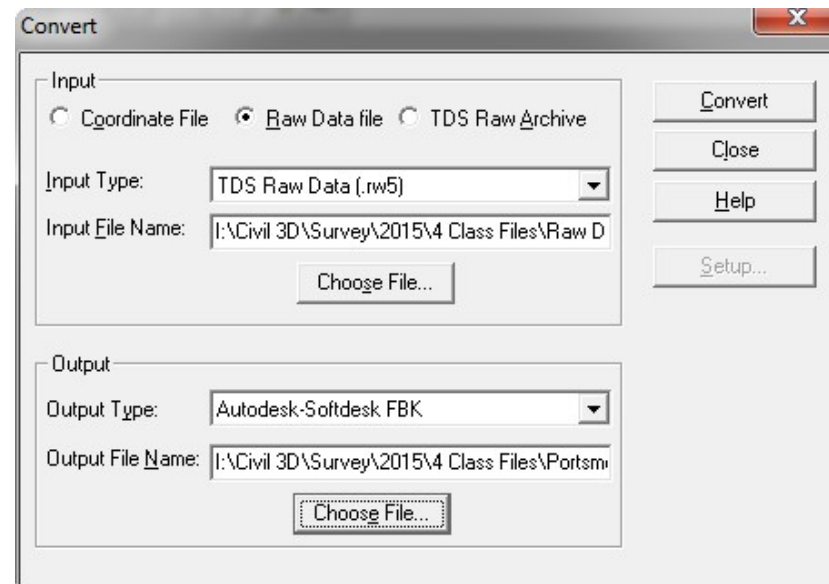 Convert
X
Input
Coordinate File Raw Data file TDS Raw Archive
Input Type: TDS Raw Data (.rw5)
Input File Name: I:\Civil 3D\Survey\2015\4 Class Files\Raw D
Choose File...
Convert
Close
Help
Setup...
Output
Output Type: Autodesk-Softdesk FBK
Output File Name: I:\Civil 3D\Survey\2015\4 Class Files\Portsm
Choose File...